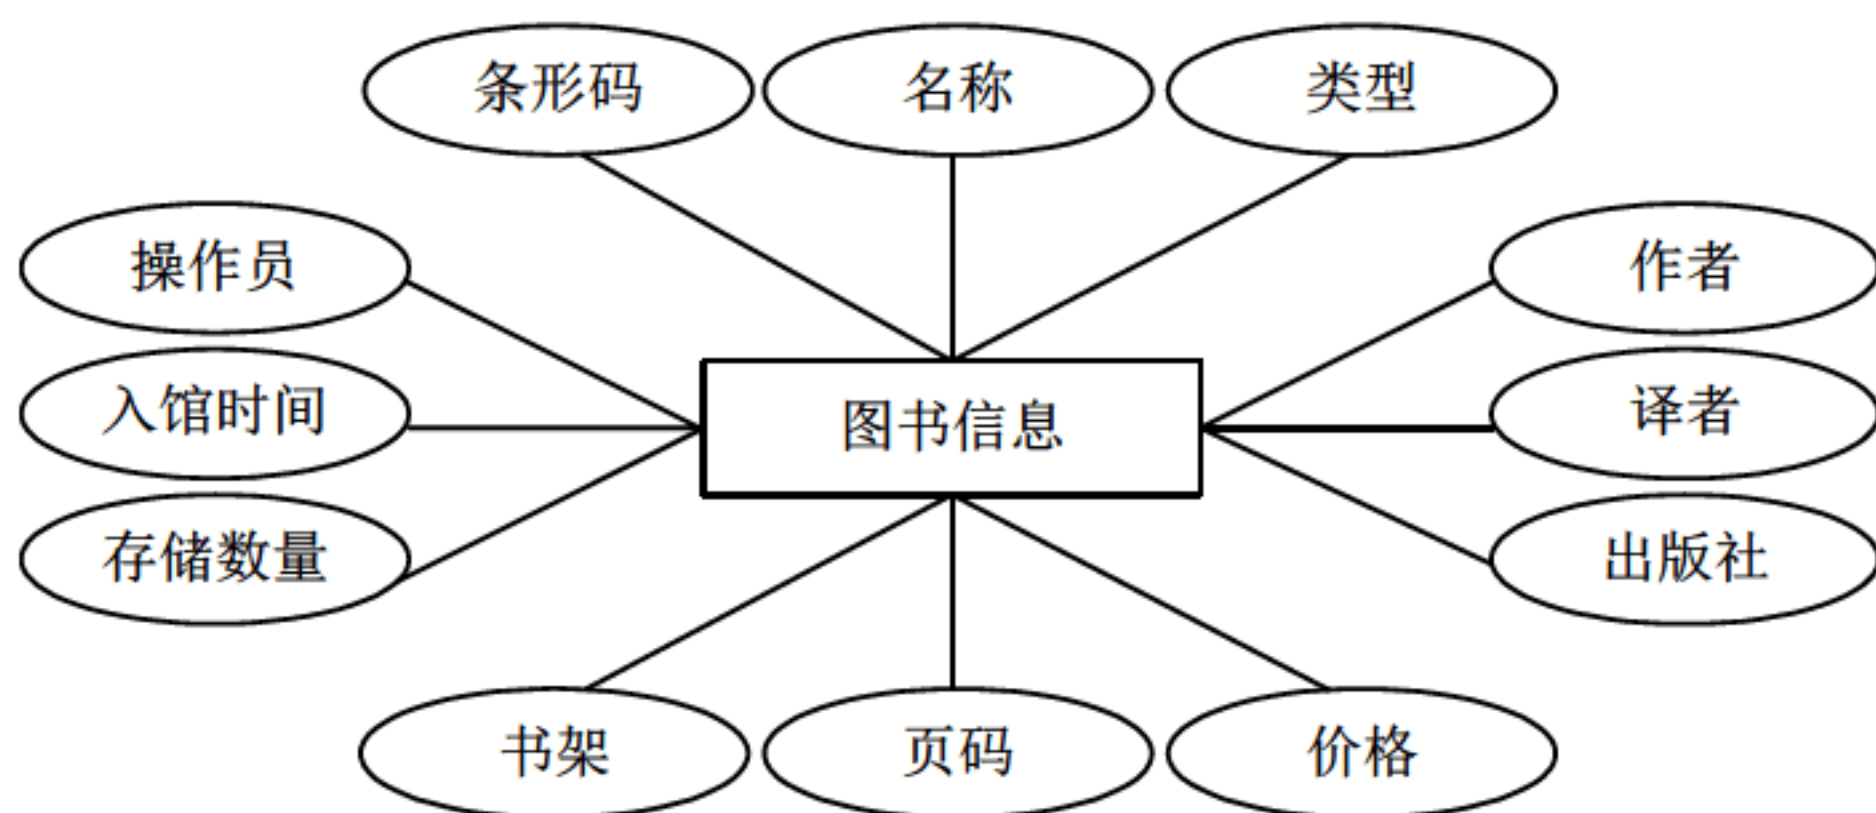 条形码
名称
类型
操作员
作者
入馆时间
图书信息
译者
存储数量
出版社
书架
页码
价格